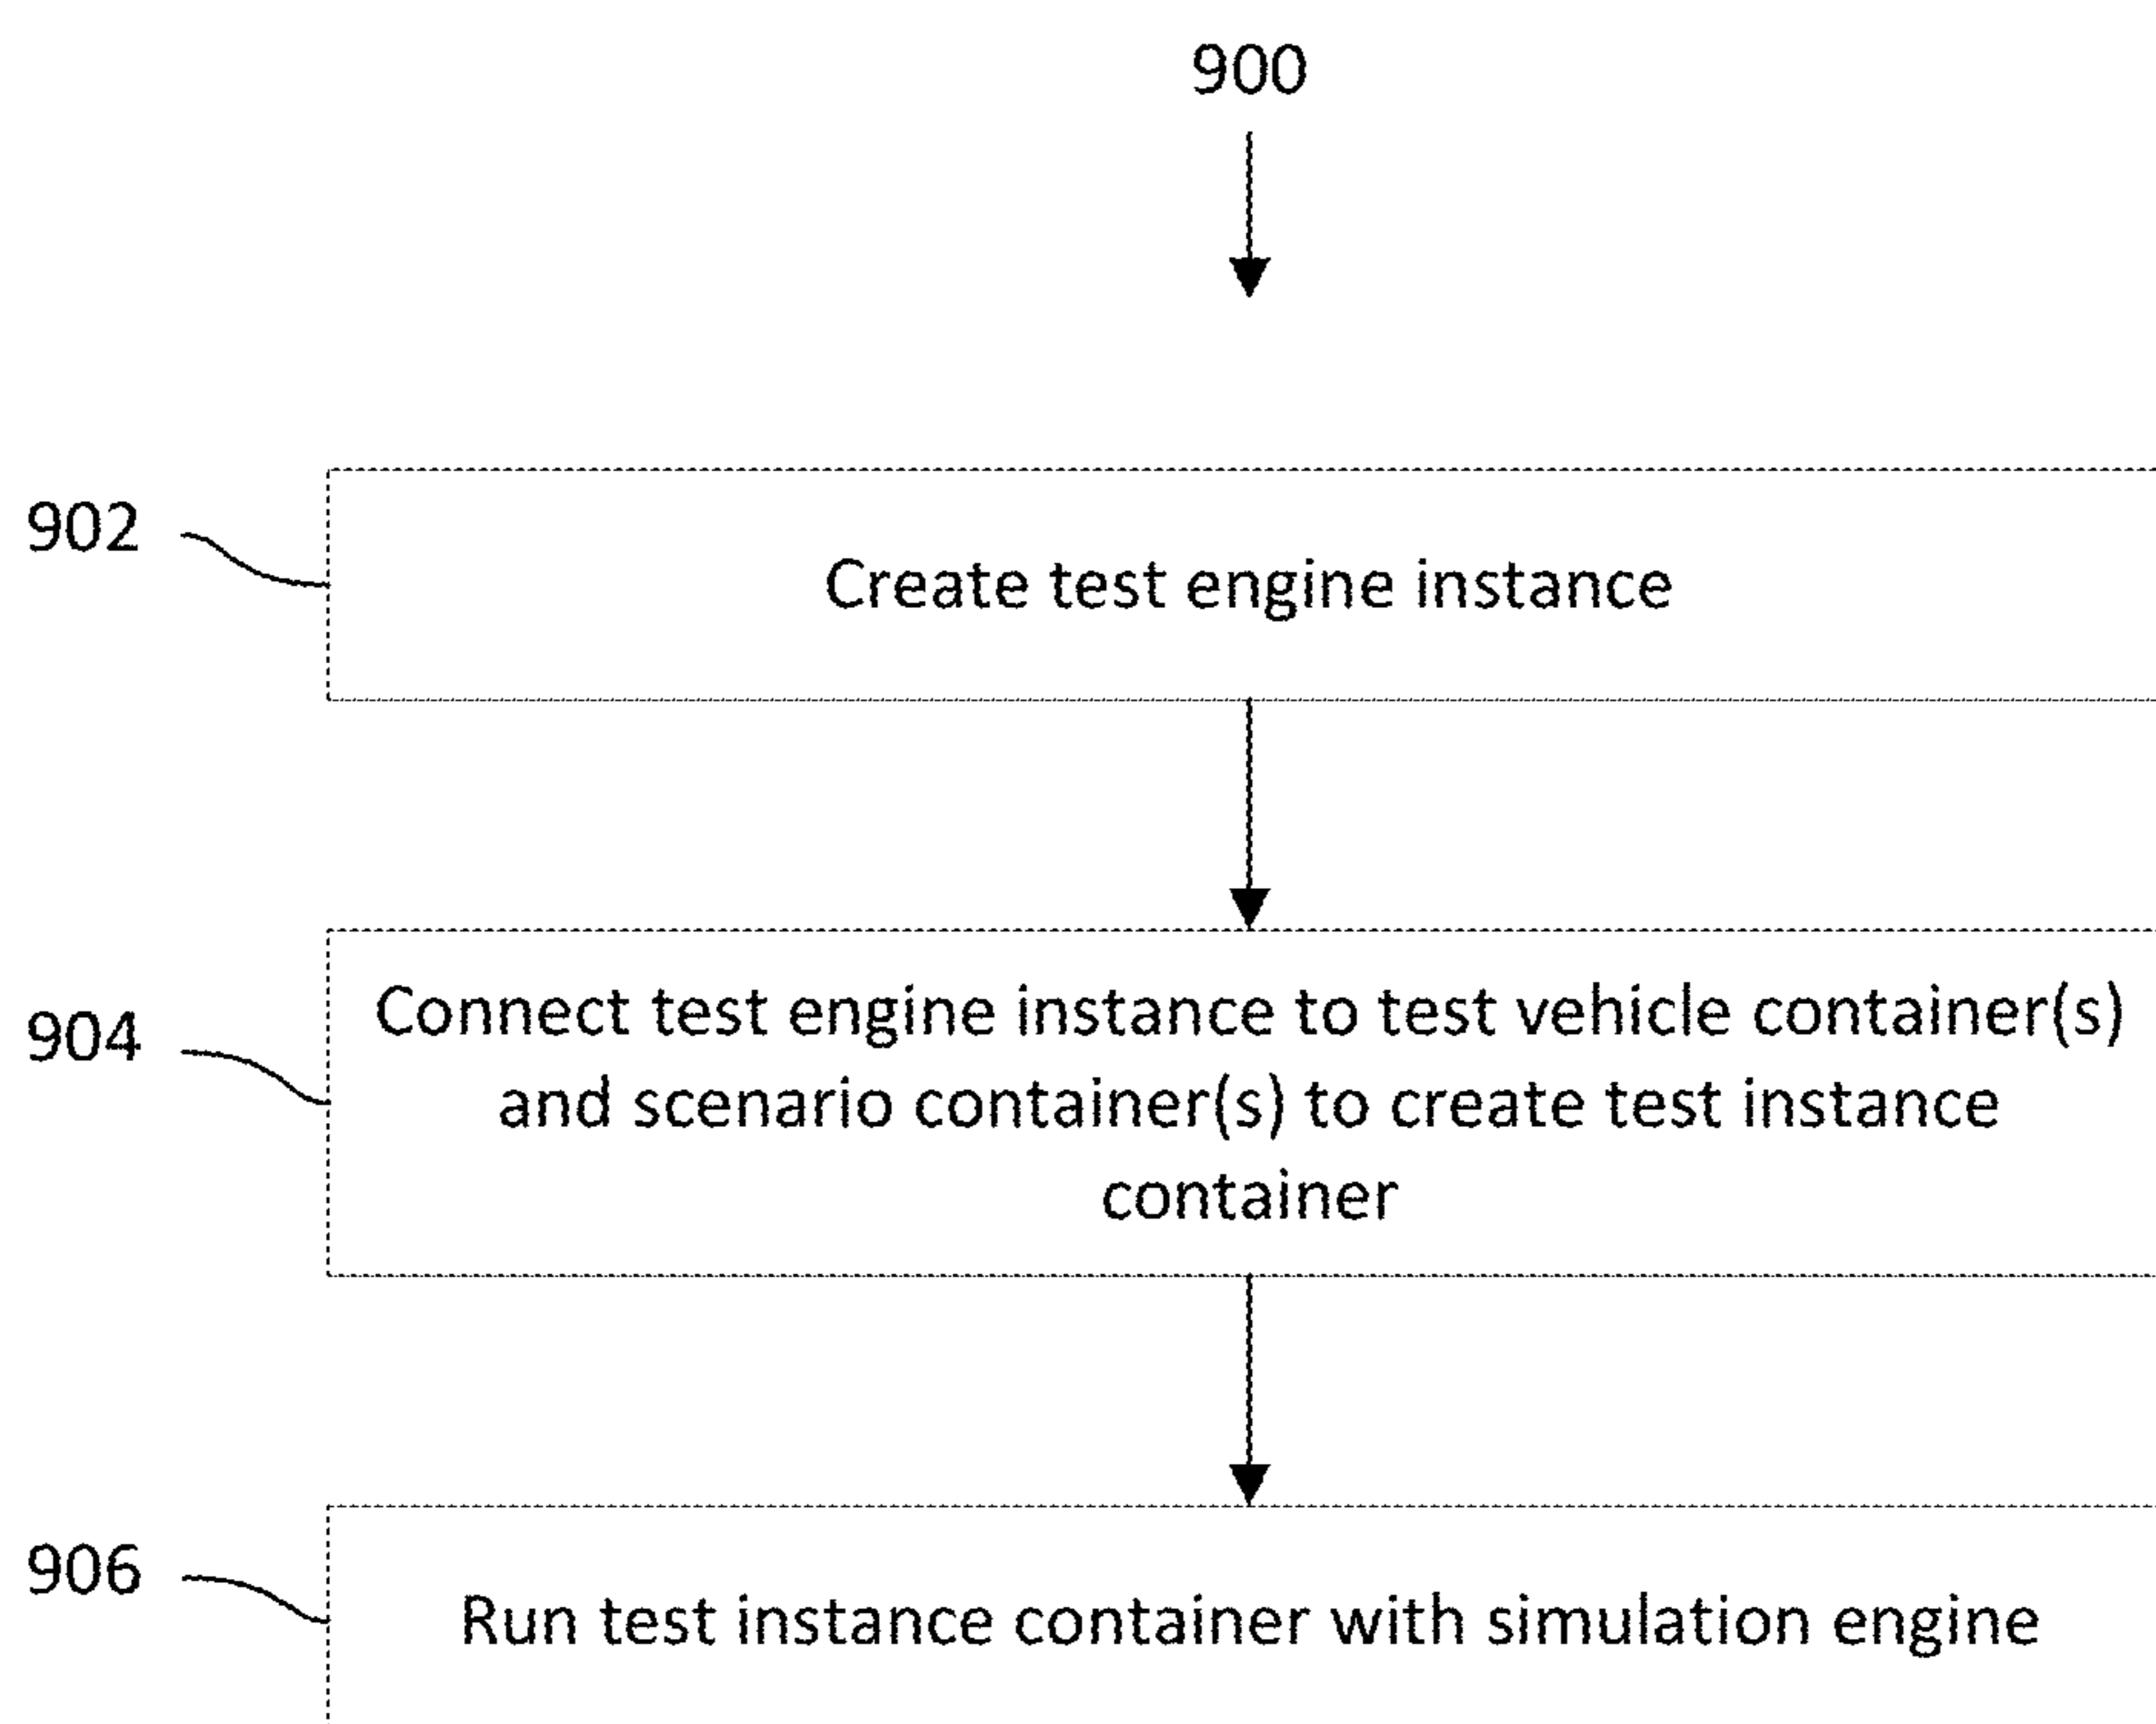 900
902
Create test engine instance
904
Connect test engine instance to test vehicle container(s)
and scenario container(s) to create test instance
container
906
Run test instance container with simulation engine